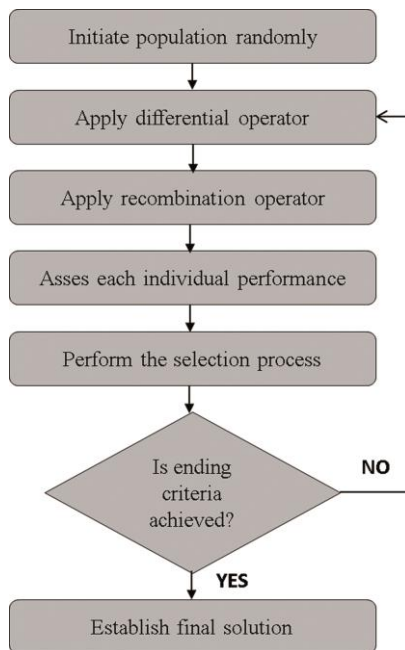 Initiate population randomly
Apply differential operator
Apply recombination operator
Asses each individual performance
Perform the selection process
Is ending
criteria
achieved?
NO
YES
Establish final solution